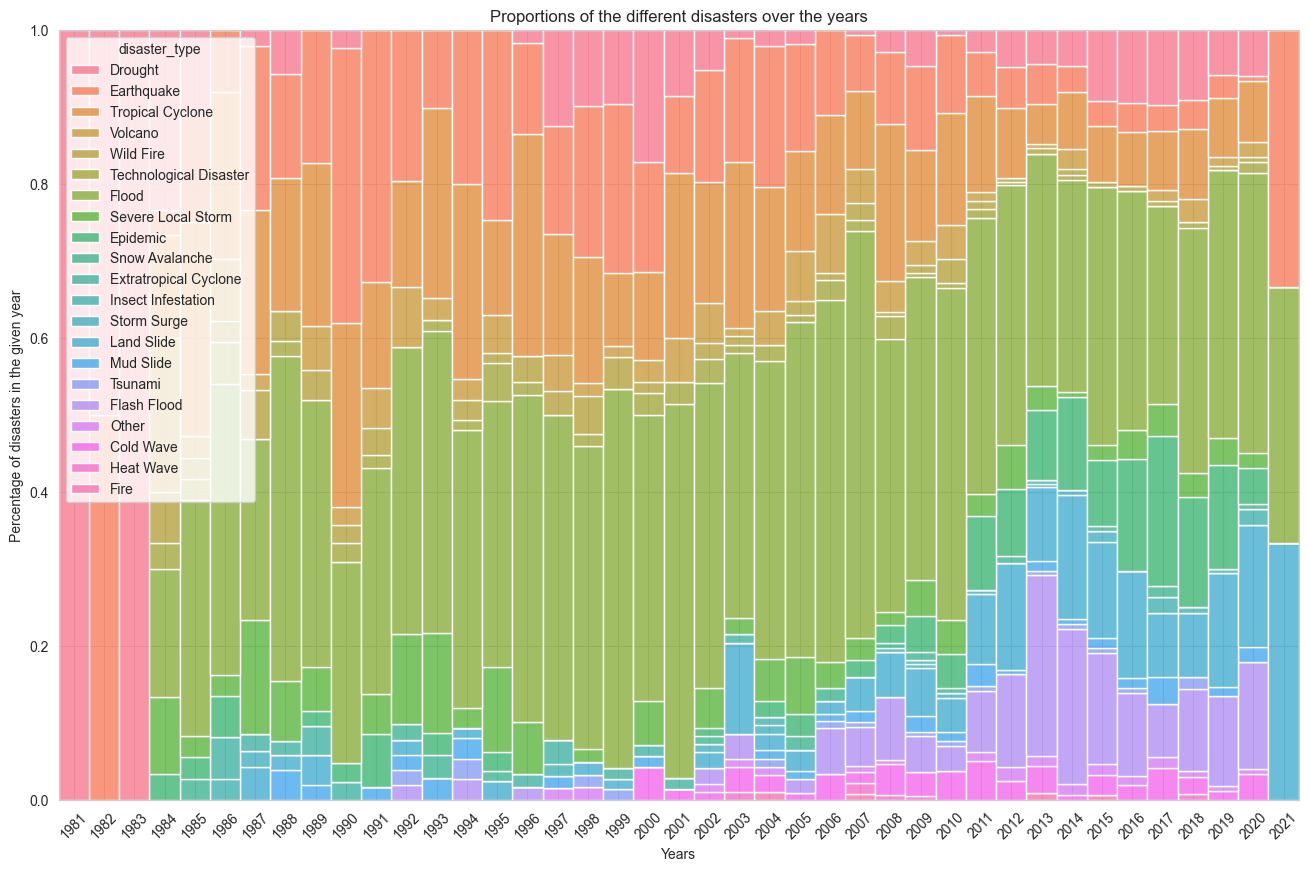 Proportions of the different disasters over the years
Percentage of disasters in the given year
1.0
0.8
0.6
0.4
0.2
0.0
disaster_type
Drought
Earthquake
Tropical Cyclone
Volcano
Wild Fire
Technological Disaster
Flood
Severe Local Storm
Epidemic
Snow Avalanche
Extratropical Cyclone
Insect Infestation
Storm Surge
Land Slide
Mud Slide
Tsunami
Flash Flood
Other
Cold Wave
Heat Wave
Fire
1981 1982 1983 1984 1985 1986 1987 1988 1989 1990 1991 1992 1993 1994 1995 1996 1997 1998 1999 2000 2001 2002 2003 2004 2005 2006 2007 2008 2009 2010 2011 2012 2013 2014 2015 2016 2017 2018 2019 2020 2021
Years